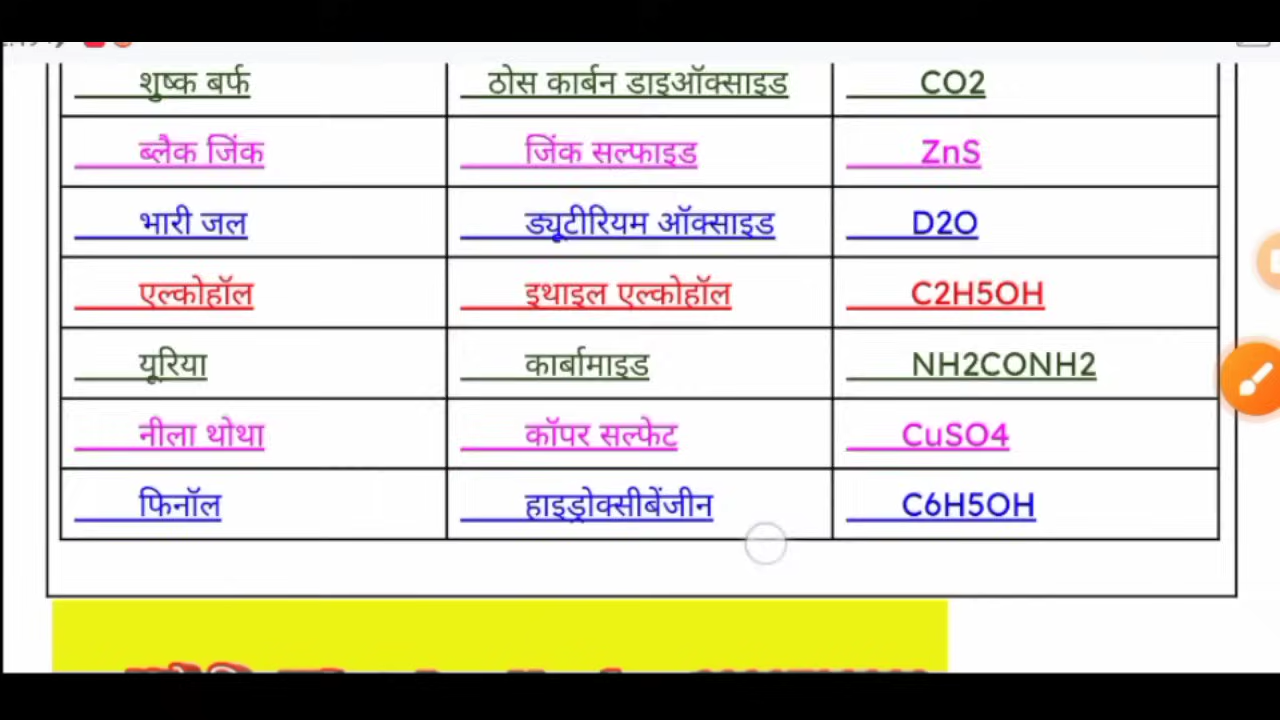 शुष्क बर्फ ठोस कार्बन डाइऑक्साइड CO2
ब्लैक जिंक जिंक सल्फाइड ZnS
भारी जल ड्यूटीरियम ऑक्साइड D2O
एल्कोहॉल इथाइल एल्कोहॉल C2H5OH
यूरिया कार्बामाइड NH2CONH2
नीला थोथा कॉपर सल्फेट CuSO4
फिनॉल हाइड्रोक्सीबेंजीन C6H5OH